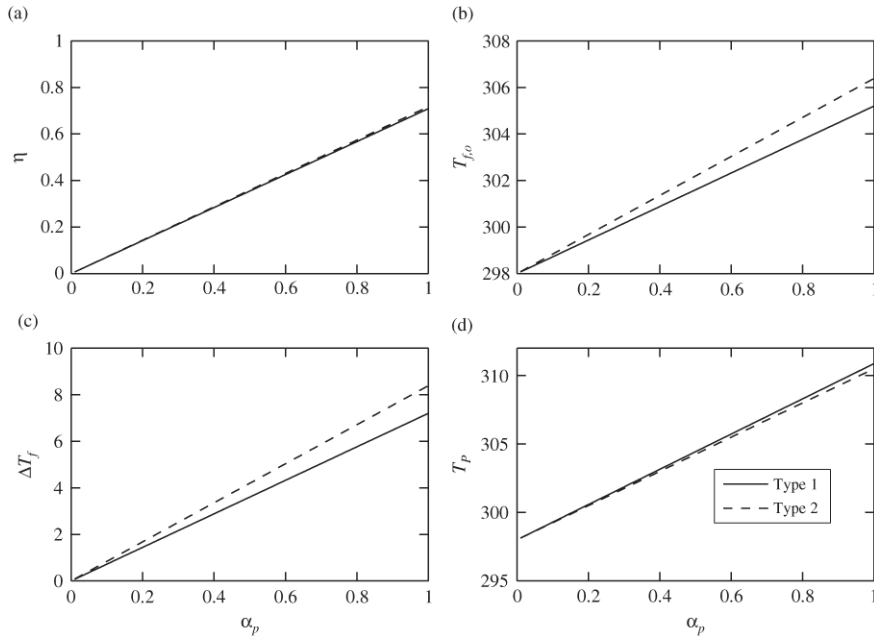 (a)
1
0.8
0.6
0.4
0.2
0
η
0 0.2 0.4 0.6 0.8 1
(b)
308
306
304
302
300
298
T_{f,o}
0 0.2 0.4 0.6 0.8 1
(c)
10
8
6
4
2
0
ΔT_f
0 0.2 0.4 0.6 0.8 1
α_p
(d)
310
305
300
295
T_P
Type 1
Type 2
0 0.2 0.4 0.6 0.8 1
α_p